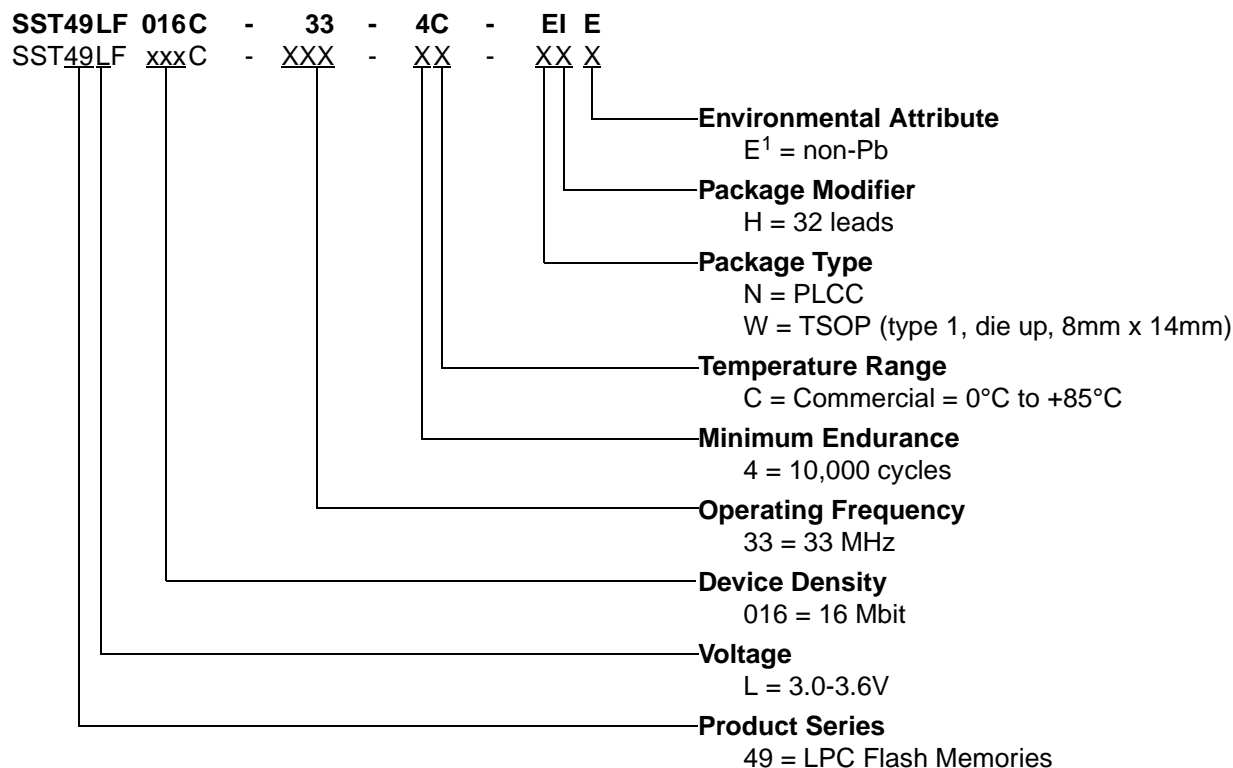 SST49LF 016C - 33 - 4C - EI E
SST49LF xxxC - XXX - XX - XX X
Environmental Attribute
E1 = non-Pb
Package Modifier
H = 32 leads
Package Type
N = PLCC
W = TSOP (type 1, die up, 8mm x 14mm)
Temperature Range
C = Commercial = 0°C to +85°C
Minimum Endurance
4 = 10,000 cycles
Operating Frequency
33 = 33 MHz
Device Density
016 = 16 Mbit
Voltage
L = 3.0-3.6V
Product Series
49 = LPC Flash Memories